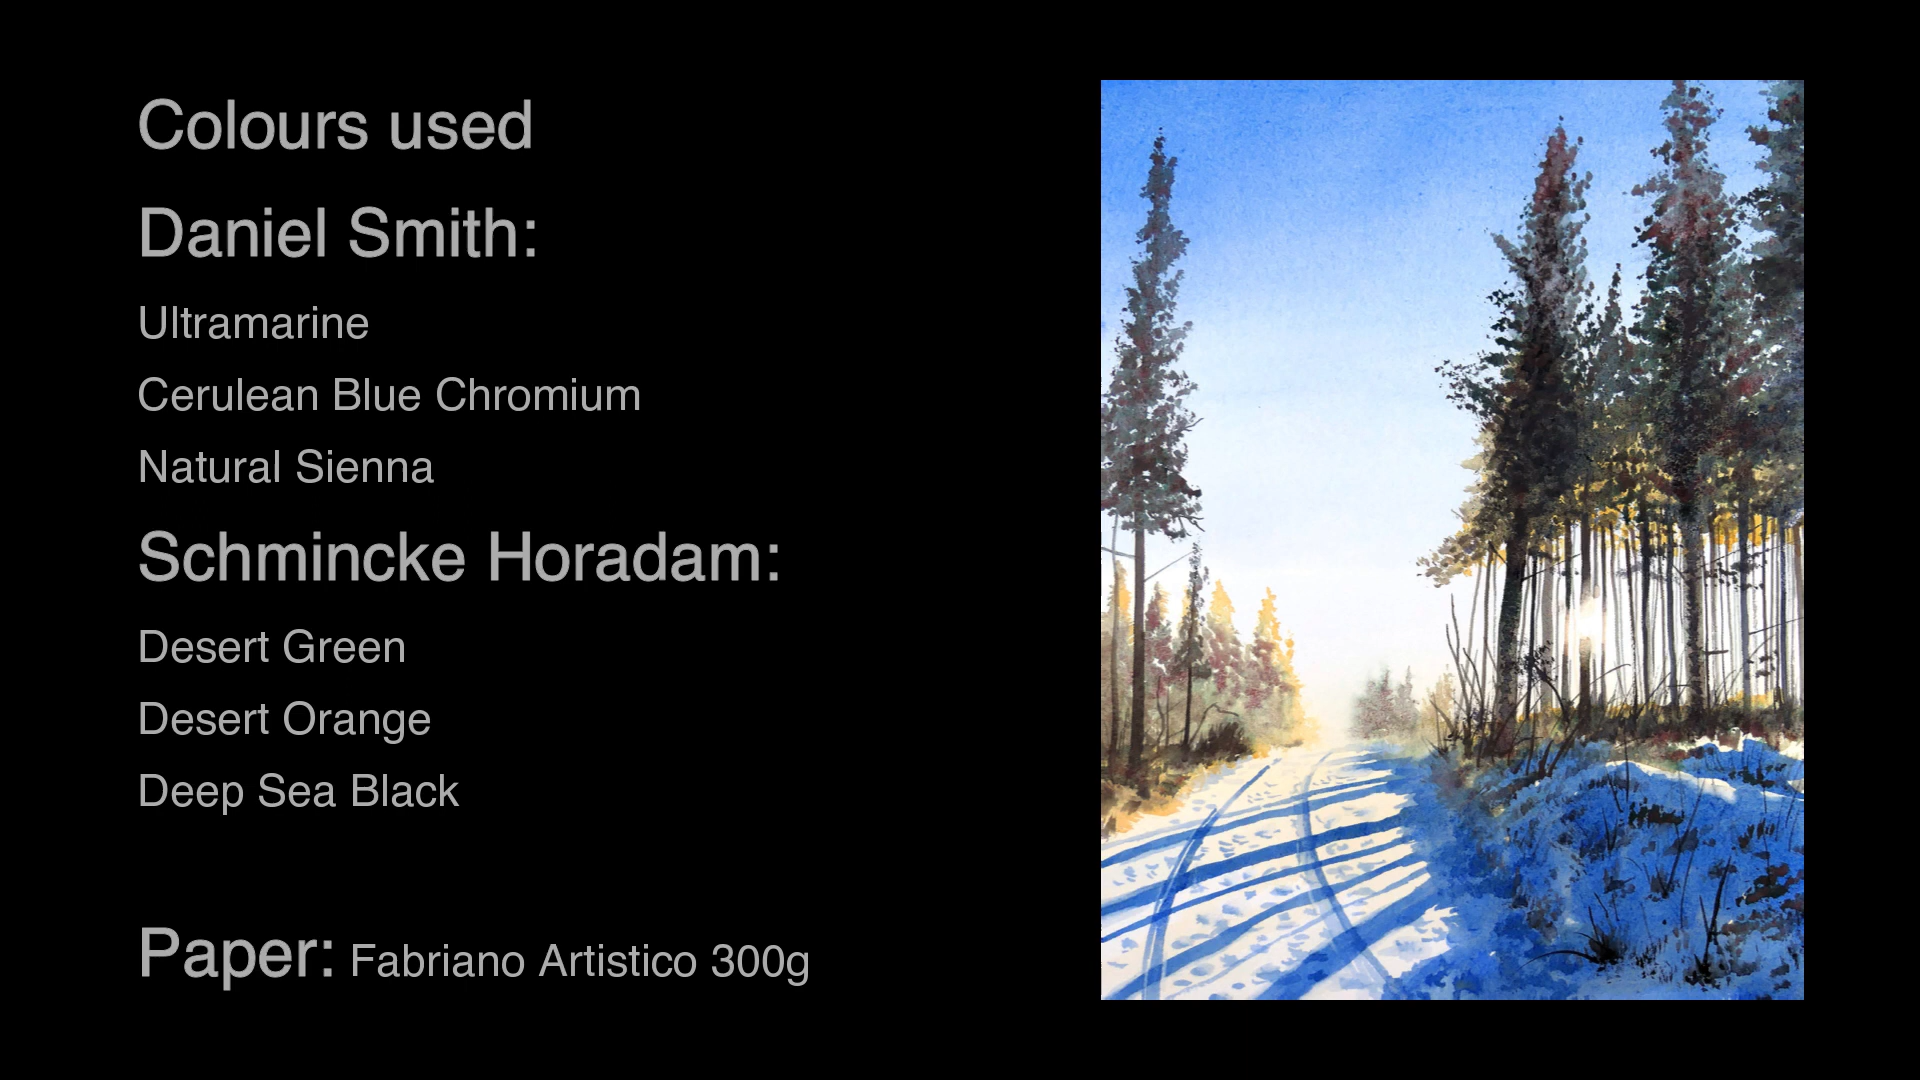 Colours used
Daniel Smith:
Ultramarine
Cerulean Blue Chromium
Natural Sienna
Schmincke Horadam:
Desert Green
Desert Orange
Deep Sea Black
Paper: Fabriano Artistico 300g